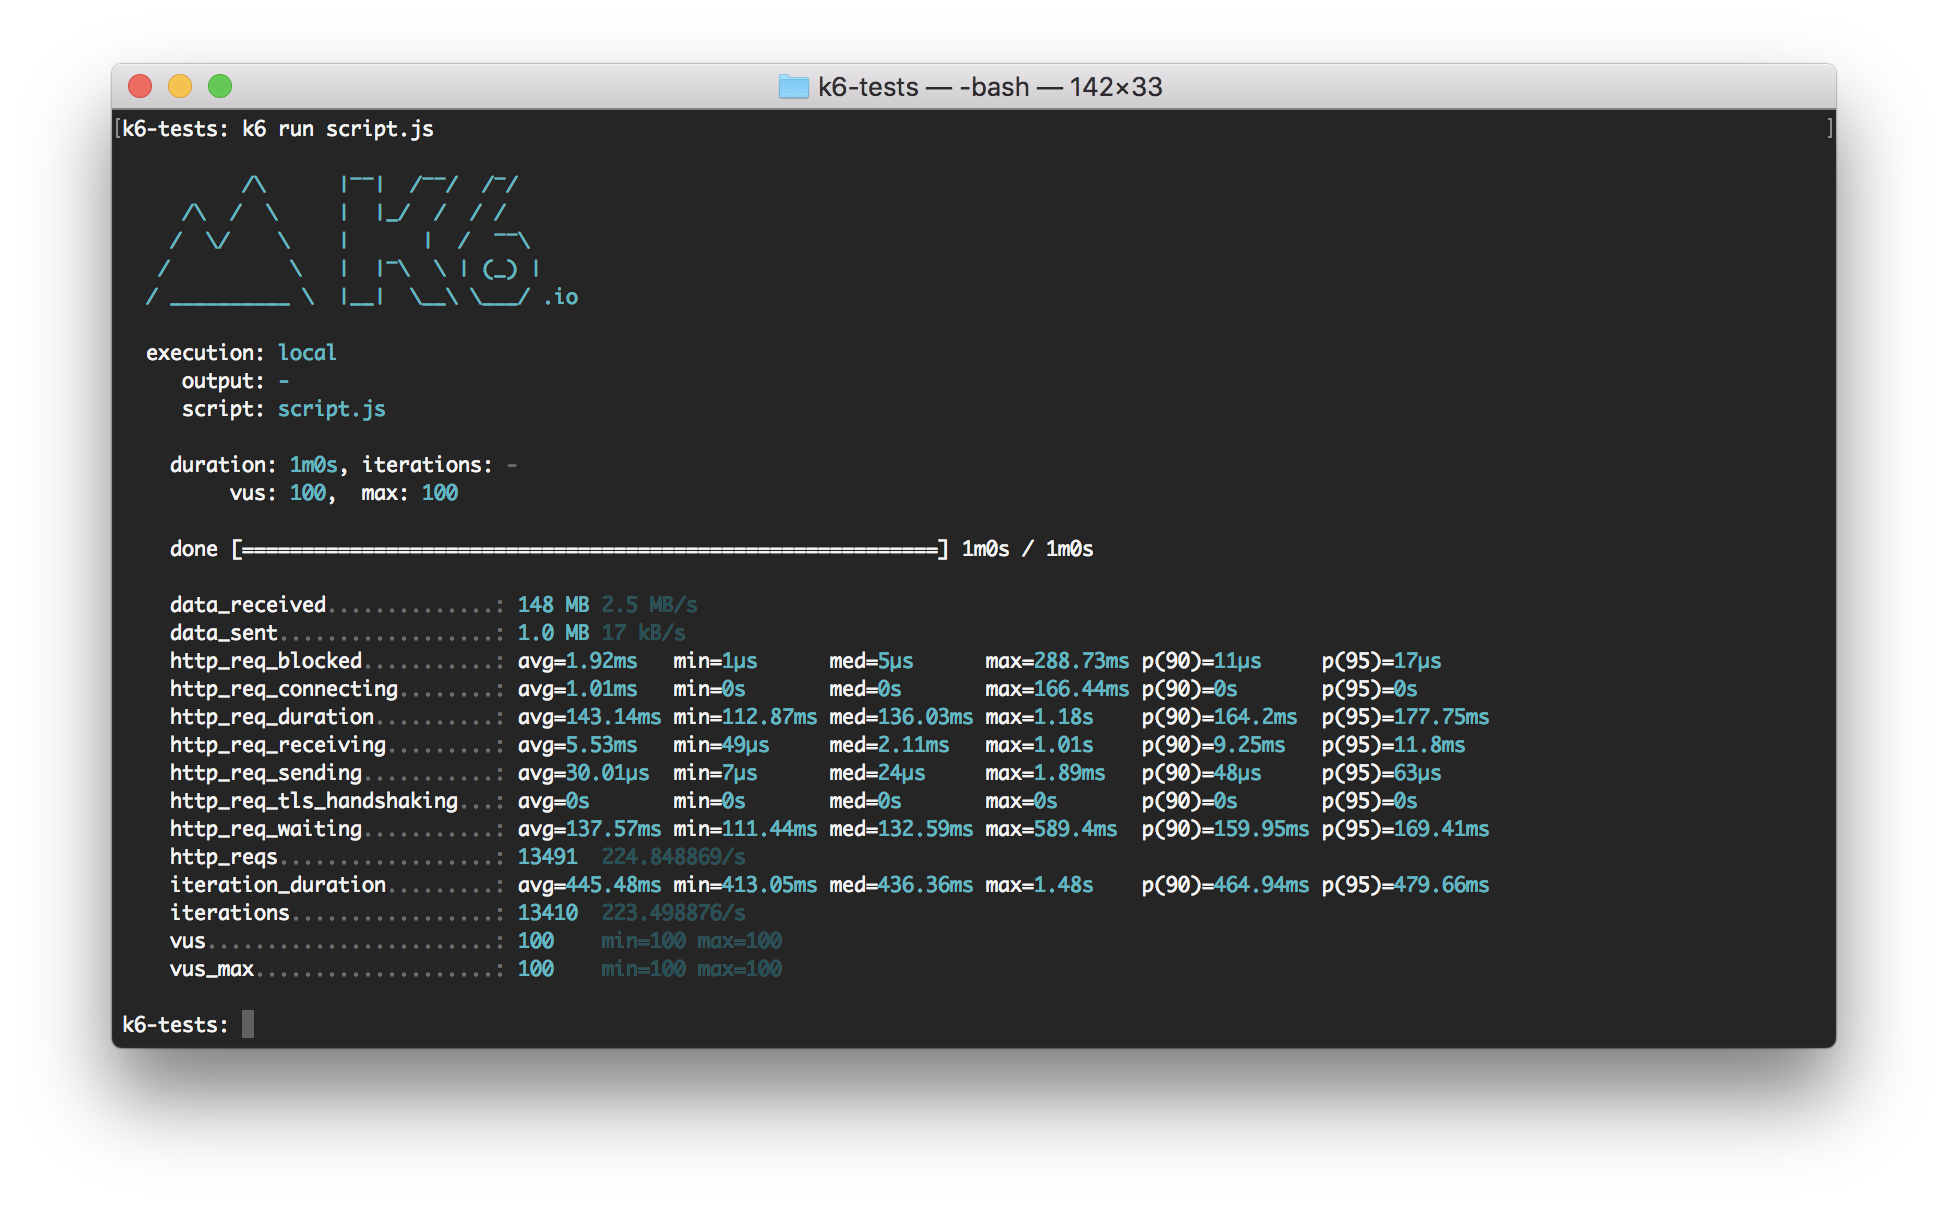 k6-tests — -bash — 142×33
[k6-tests: k6 run script.js ]
          /\      |‾‾|  /‾‾/  /‾/
     /\  /  \     |  |_/  /  / /
    /  \/    \    |      |  /  ‾‾\
   /          \   |  |‾\  \ | (_) |
  / __________ \  |__|  \__\ \___/ .io
execution: local
output: -
script: script.js
duration: 1m0s, iterations: -
vus: 100, max: 100
done [==========================================================] 1m0s / 1m0s
data_received..............: 148 MB 2.5 MB/s
data_sent..................: 1.0 MB 17 kB/s
http_req_blocked...........: avg=1.92ms min=1µs med=5µs max=288.73ms p(90)=11µs p(95)=17µs
http_req_connecting........: avg=1.01ms min=0s med=0s max=166.44ms p(90)=0s p(95)=0s
http_req_duration..........: avg=143.14ms min=112.87ms med=136.03ms max=1.18s p(90)=164.2ms p(95)=177.75ms
http_req_receiving.........: avg=5.53ms min=49µs med=2.11ms max=1.01s p(90)=9.25ms p(95)=11.8ms
http_req_sending...........: avg=30.01µs min=7µs med=24µs max=1.89ms p(90)=48µs p(95)=63µs
http_req_tls_handshaking...: avg=0s min=0s med=0s max=0s p(90)=0s p(95)=0s
http_req_waiting...........: avg=137.57ms min=111.44ms med=132.59ms max=589.4ms p(90)=159.95ms p(95)=169.41ms
http_reqs..................: 13491 224.848869/s
iteration_duration.........: avg=445.48ms min=413.05ms med=436.36ms max=1.48s p(90)=464.94ms p(95)=479.66ms
iterations.................: 13410 223.498876/s
vus........................: 100 min=100 max=100
vus_max....................: 100 min=100 max=100
k6-tests: